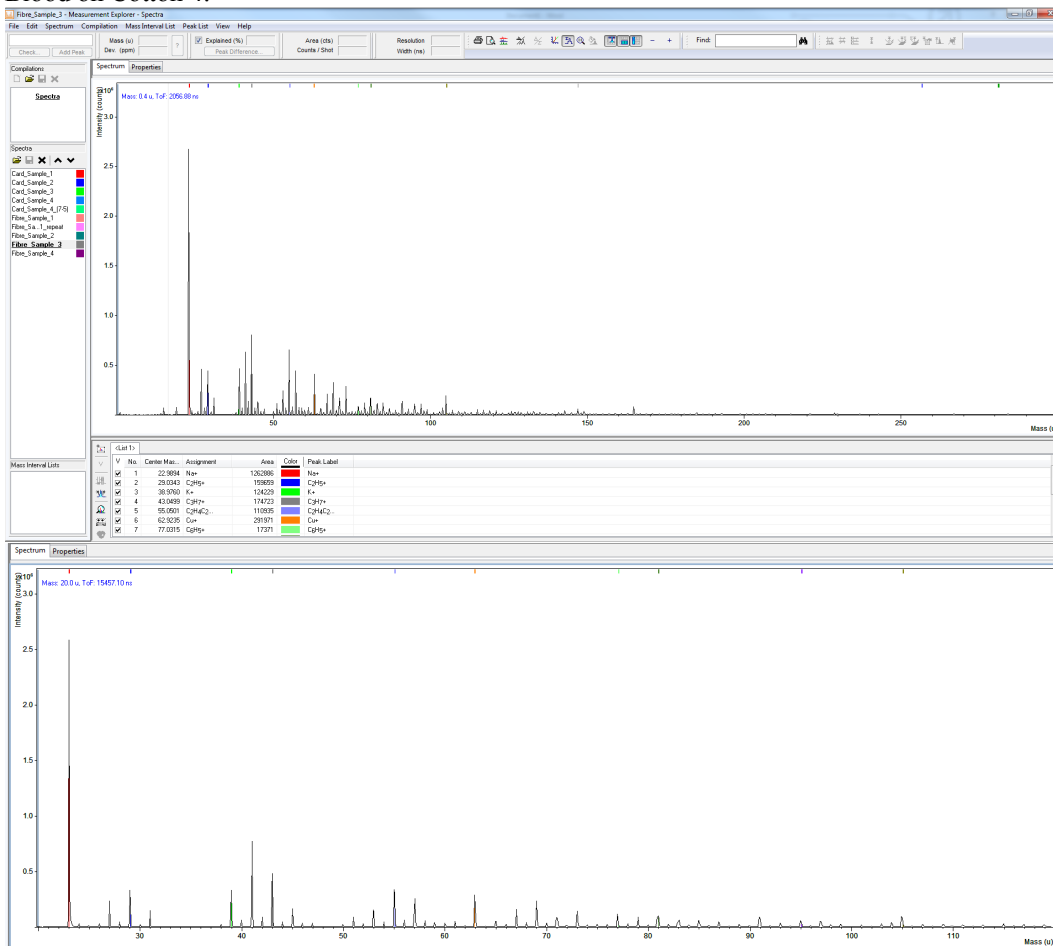 Fibre_Sample_3 - Measurement Explorer - Spectra
File Edit Spectrum Compilation Mass Interval List Peak List View Help
Mass (u) Explained (%) Area (cts) Resolution Find:
Check... Add Peak Dev. (ppm) ? Peak Difference... Counts / Shot Width (ns)
Compilations
Spectra
Spectra
Card_Sample_1
Card_Sample_2
Card_Sample_3
Card_Sample_4
Card_Sample_4_(7-5)
Fibre_Sample_1
Fibre_Sa...1_repeat
Fibre_Sample_2
Fibre_Sample_3
Fibre_Sample_4
Mass Interval Lists
Spectrum Properties
Mass: 0.4 u, ToF: 2056.88 ns
Intensity (counts)
3.0
2.5
2.0
1.5
1.0
0.5
50 100 150 200 250
<List 1>
V No. Center Mas... Assignment Area Color Peak Label
1 22.9894 Na+ 1262886 Na+
2 29.0343 C2H5+ 159659 C2H5+
3 38.9760 K+ 124229 K+
4 43.0499 C3H7+ 174723 C3H7+
5 55.0501 C2H4C2... 110935 C2H4C2...
6 62.9235 Cu+ 291971 Cu+
7 77.0315 C6H5+ 17371 C6H5+
Spectrum Properties
Mass: 20.0 u, ToF: 15457.10 ns
Intensity (counts)
3.0
2.5
2.0
1.5
1.0
0.5
30 40 50 60 70 80 90 100 110
Mass (u)